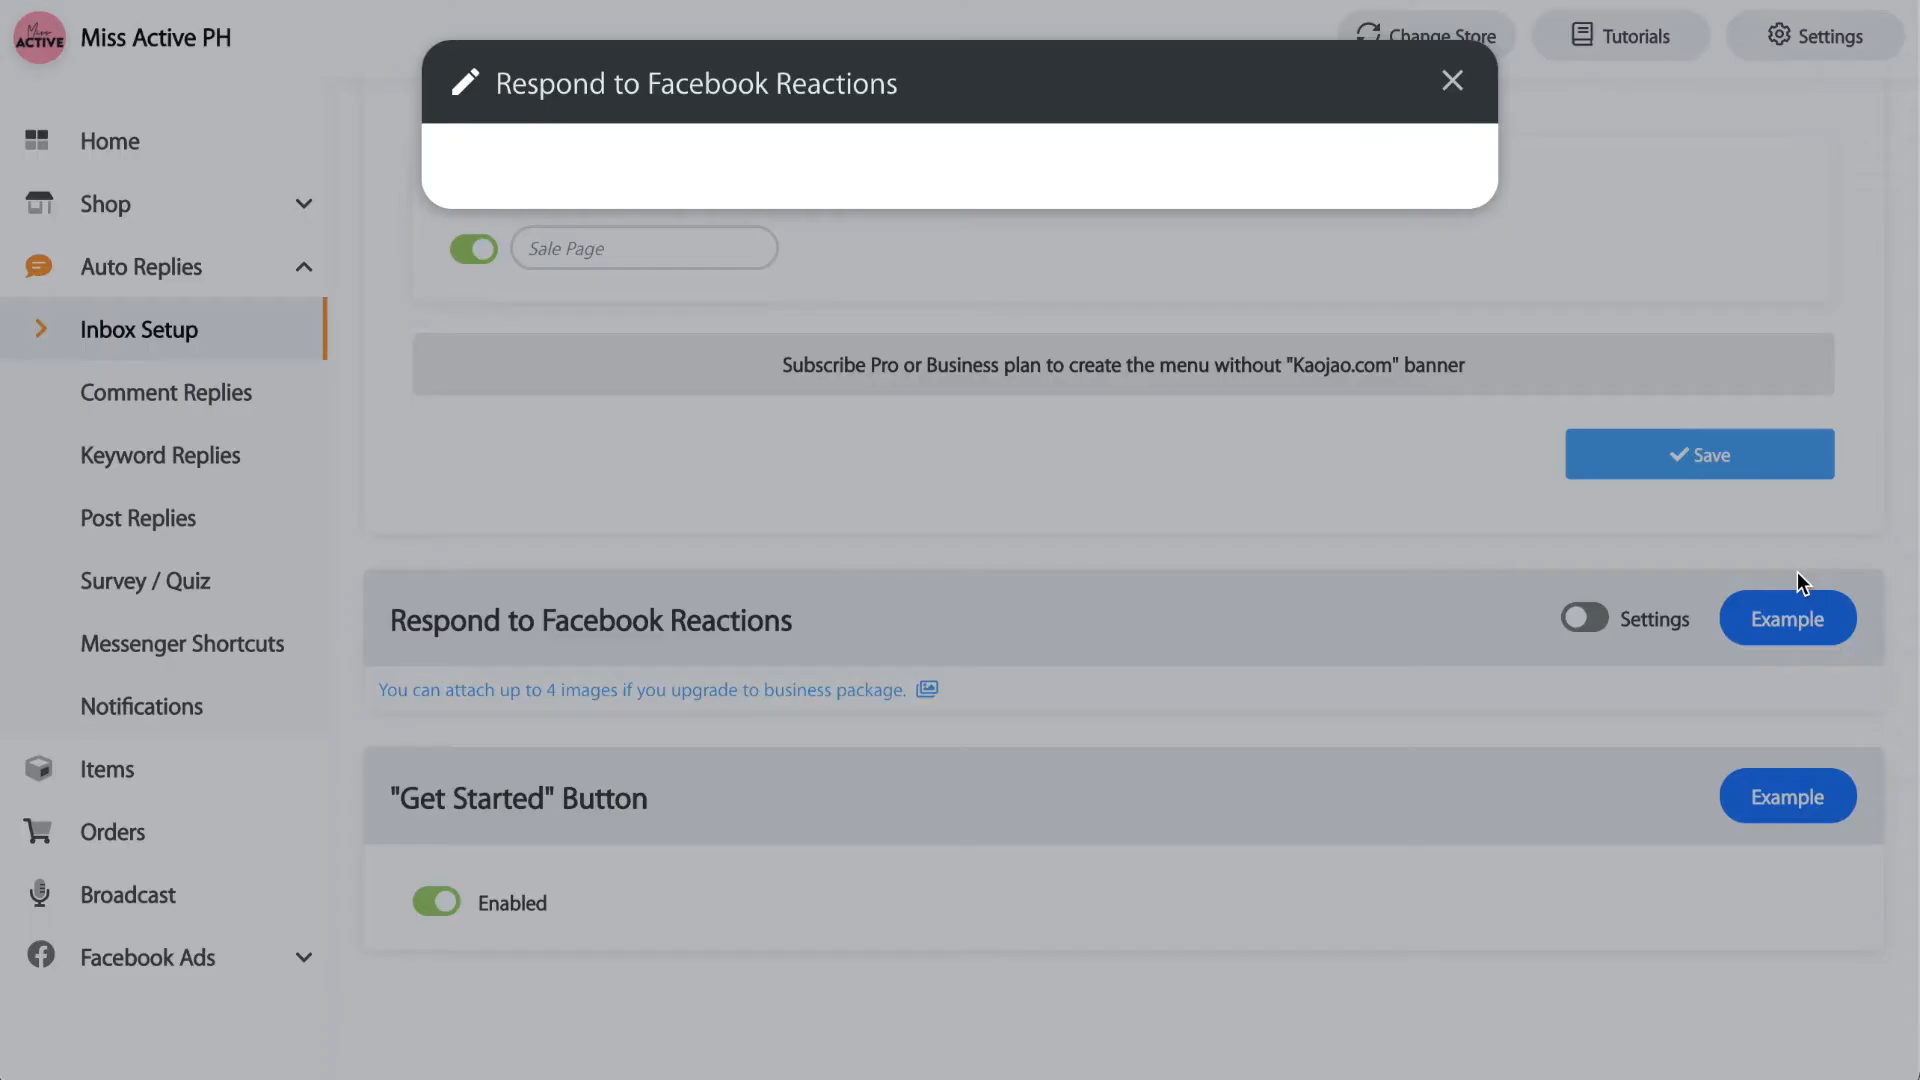 Miss ACTIVE
Miss Active PH
Change Store
Tutorials
Settings
Respond to Facebook Reactions
Home
Shop
Auto Replies
Inbox Setup
Comment Replies
Keyword Replies
Post Replies
Survey / Quiz
Messenger Shortcuts
Notifications
Items
Orders
Broadcast
Facebook Ads
Sale Page
Subscribe Pro or Business plan to create the menu without "Kaojao.com" banner
Save
Respond to Facebook Reactions
Settings
Example
You can attach up to 4 images if you upgrade to business package.
"Get Started" Button
Example
Enabled